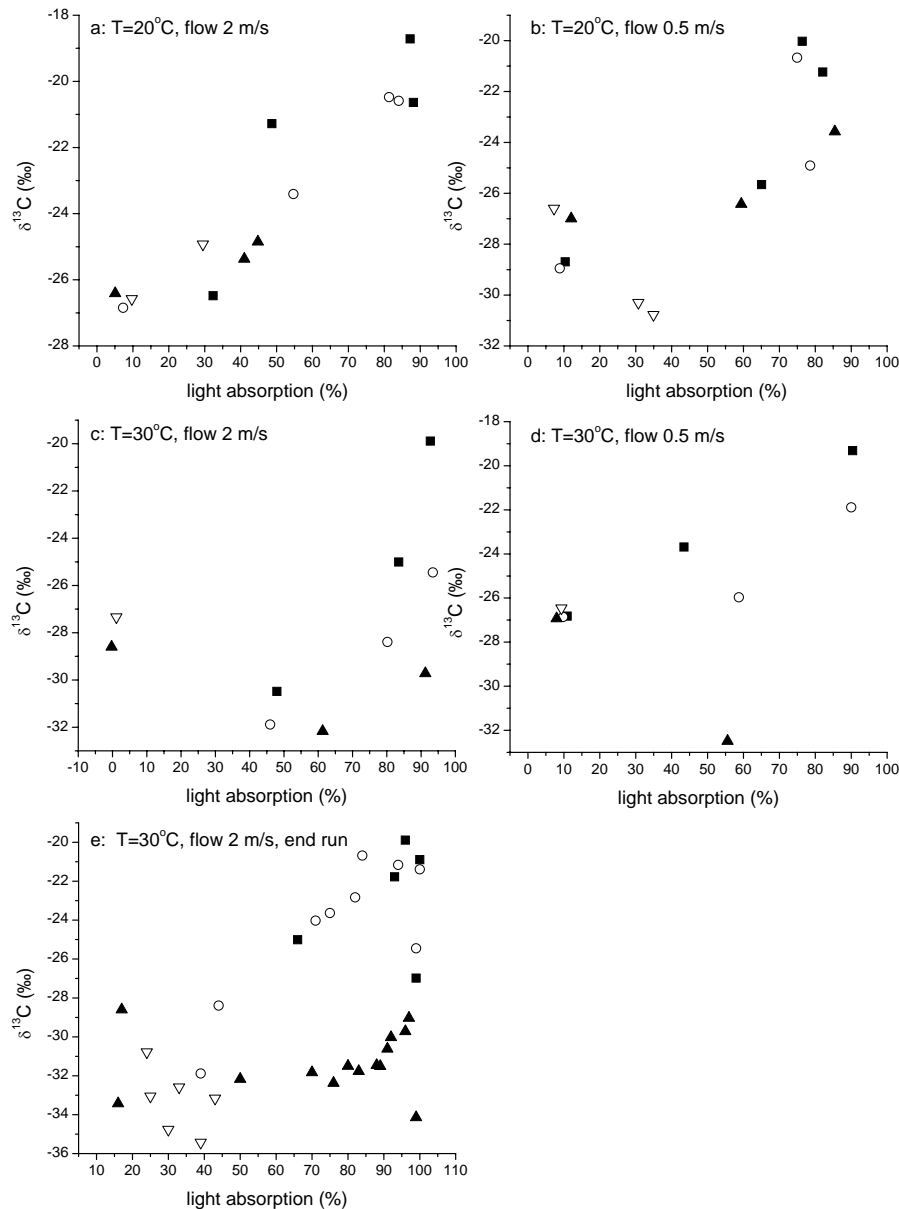 a: T=20°C, flow 2 m/s
-18
-20
-22
-24
-26
-28
δ¹³C (‰)
0 10 20 30 40 50 60 70 80 90 100
light absorption (%)
b: T=20°C, flow 0.5 m/s
-20
-22
-24
-26
-28
-30
-32
δ¹³C (‰)
0 10 20 30 40 50 60 70 80 90 100
light absorption (%)
c: T=30°C, flow 2 m/s
-20
-22
-24
-26
-28
-30
-32
δ¹³C (‰)
-10 0 10 20 30 40 50 60 70 80 90 100
light absorption (%)
d: T=30°C, flow 0.5 m/s
-18
-20
-22
-24
-26
-28
-30
-32
δ¹³C (‰)
0 10 20 30 40 50 60 70 80 90 100
light absorption (%)
e: T=30°C, flow 2 m/s, end run
-20
-22
-24
-26
-28
-30
-32
-34
-36
δ¹³C (‰)
10 20 30 40 50 60 70 80 90 100 110
light absorption (%)